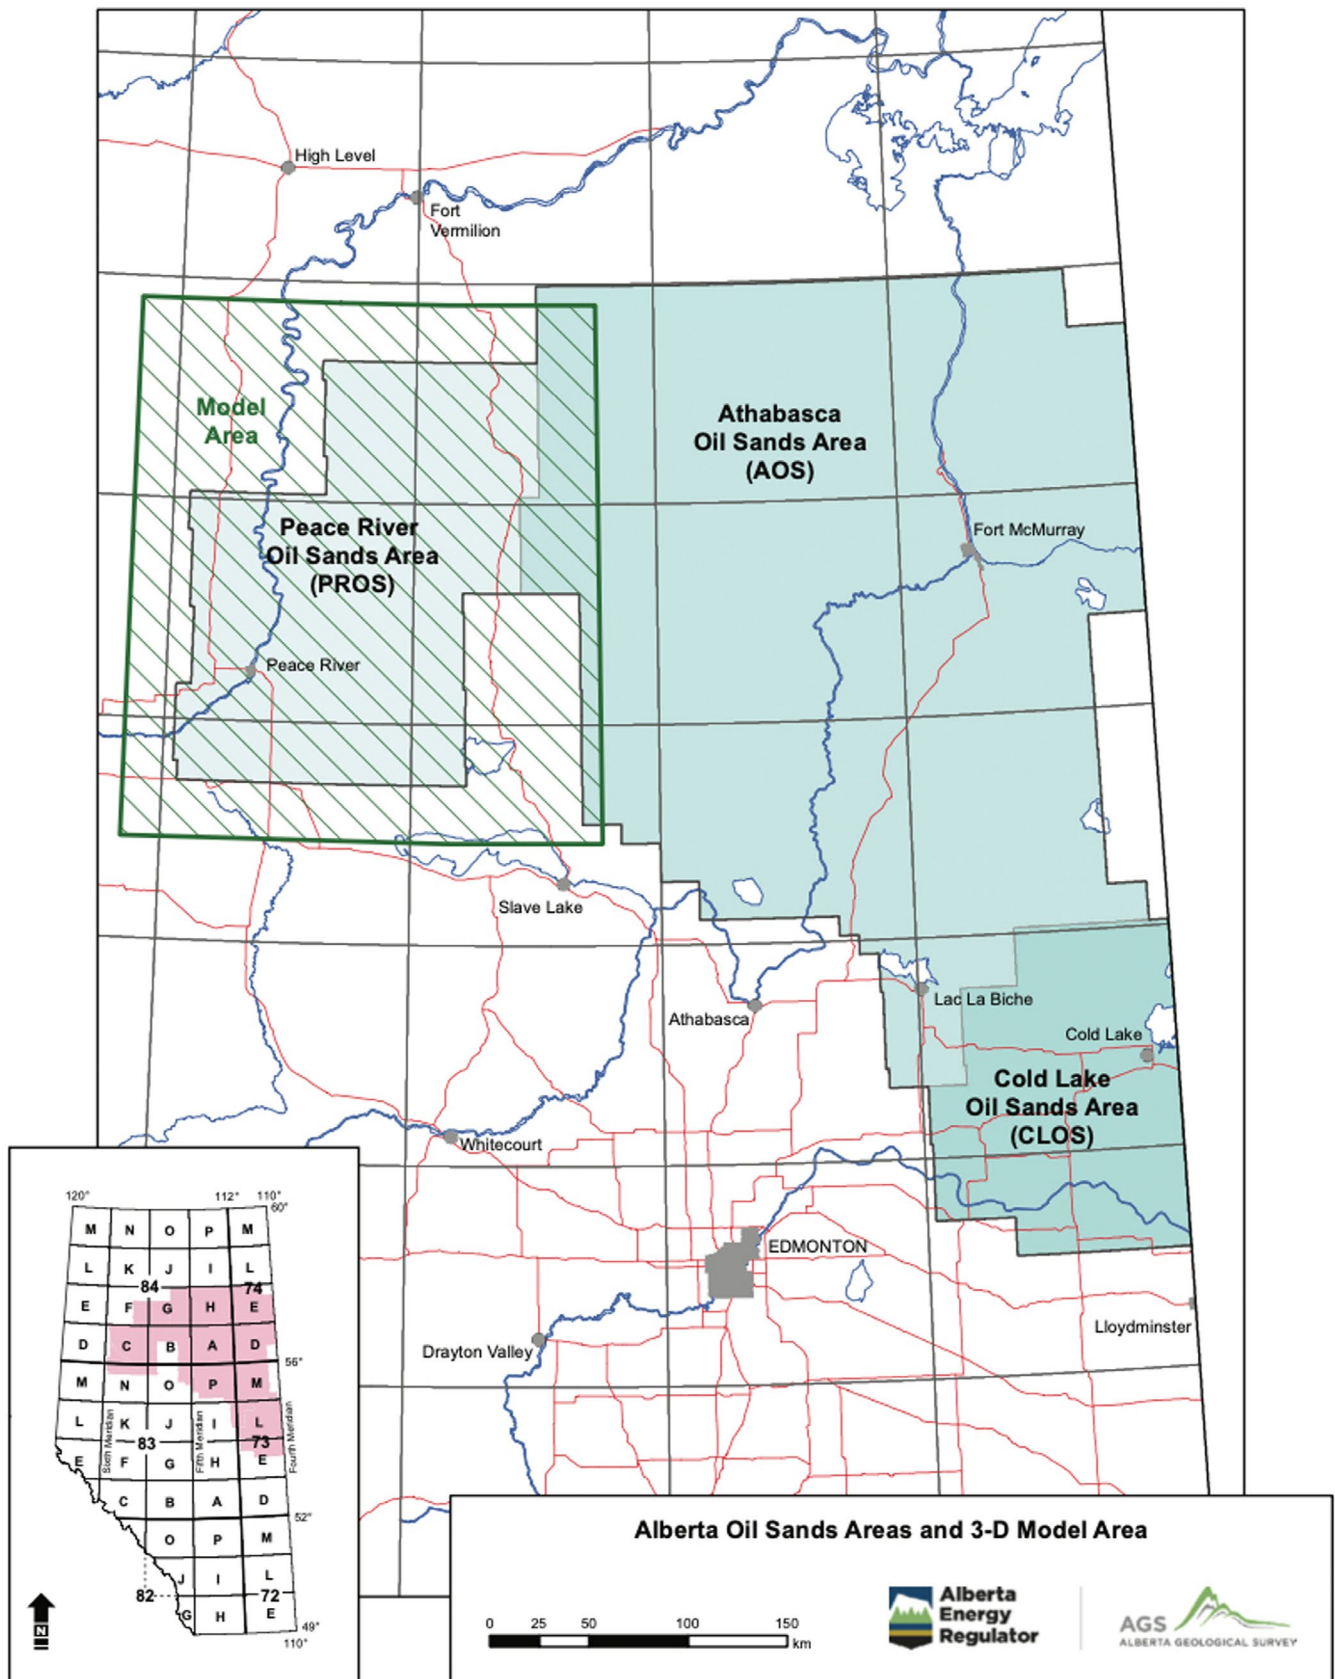 High Level
Fort
Vermilion
Model
Area
Athabasca
Oil Sands Area
(AOS)
Peace River
Oil Sands Area
(PROS)
Fort McMurray
Peace River
Slave Lake
Athabasca
Lac La Biche
Cold Lake
Cold Lake
Oil Sands Area
(CLOS)
Whitecourt
EDMONTON
Lloydminster
Drayton Valley
120° 112° 110°
60°
M N O P M
L K J I L
84 74
E F G H E
D C B A D
56°
M N O P M
L K J I L
Sixth Meridian
Fifth Meridian
Fourth Meridian
83 73
E F G H E
C B A D
52°
O P M
J I L
82 72
G H E
49°
110°
N
Alberta Oil Sands Areas and 3-D Model Area
0 25 50 100 150
km
Alberta
Energy
Regulator
AGS
ALBERTA GEOLOGICAL SURVEY